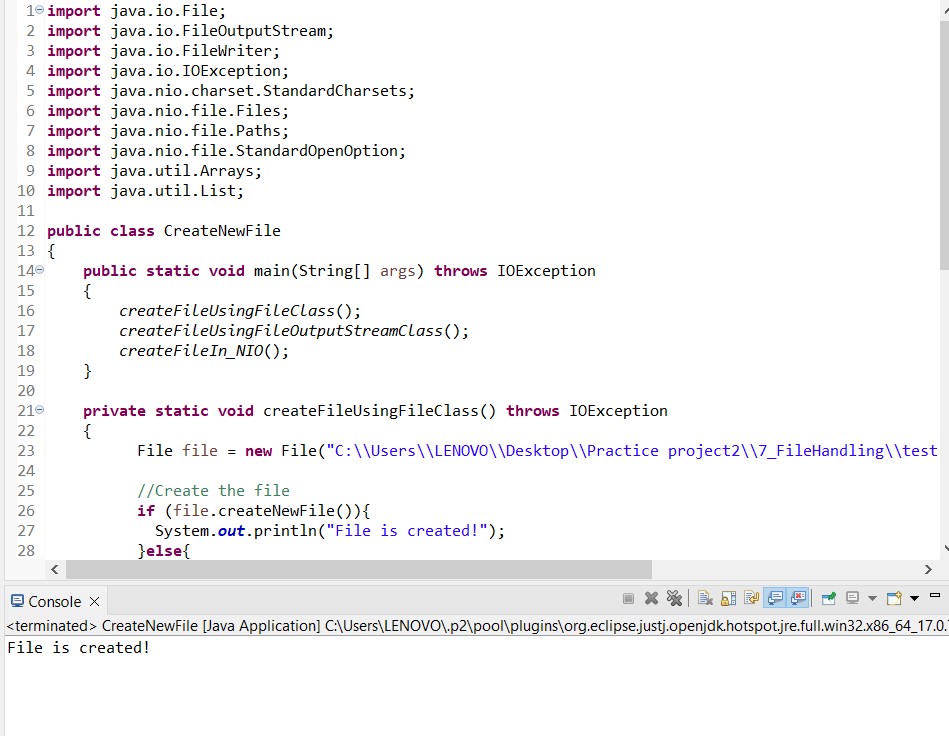 1 import java.io.File;
2 import java.io.FileOutputStream;
3 import java.io.FileWriter;
4 import java.io.IOException;
5 import java.nio.charset.StandardCharsets;
6 import java.nio.file.Files;
7 import java.nio.file.Paths;
8 import java.nio.file.StandardOpenOption;
9 import java.util.Arrays;
10 import java.util.List;
11
12 public class CreateNewFile
13 {
14 public static void main(String[] args) throws IOException
15 {
16 createFileUsingFileClass();
17 createFileUsingFileOutputStreamClass();
18 createFileIn_NIO();
19 }
20
21 private static void createFileUsingFileClass() throws IOException
22 {
23 File file = new File("C:\\Users\\LENOVO\\Desktop\\Practice project2\\7_FileHandling\\test
24
25 //Create the file
26 if (file.createNewFile()){
27 System.out.println("File is created!");
28 }else{
Console
<terminated> CreateNewFile [Java Application] C:\Users\LENOVO\.p2\pool\plugins\org.eclipse.justj.openjdk.hotspot.jre.full.win32.x86_64_17.0.
File is created!